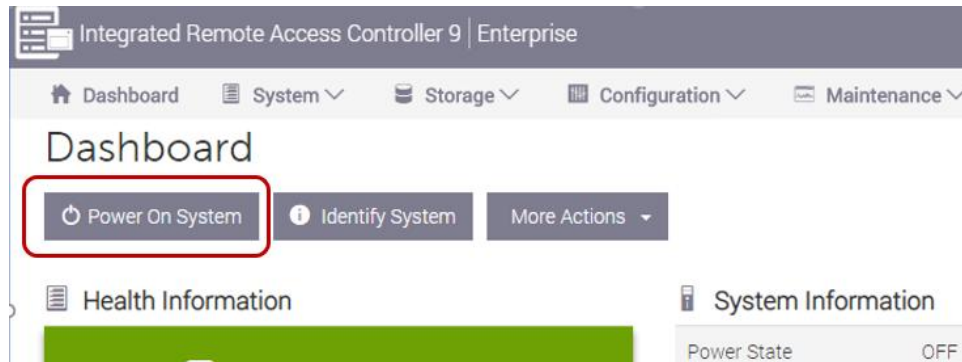 Integrated Remote Access Controller 9 | Enterprise
Dashboard System Storage Configuration Maintenance
Dashboard
Power On System Identify System More Actions
Health Information System Information
Power State OFF